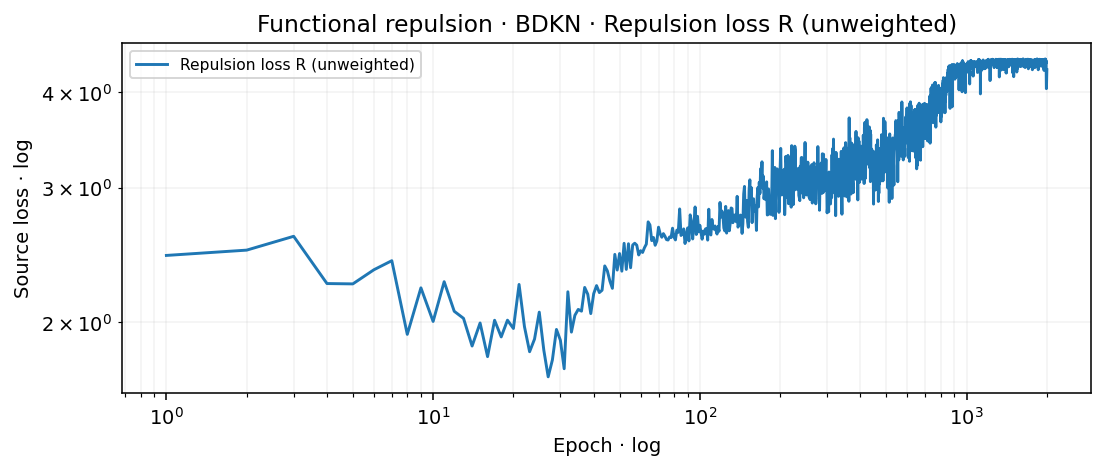 Functional repulsion · BDKN · Repulsion loss R (unweighted)
Repulsion loss R (unweighted)
Source loss · log
4 × 10⁰
3 × 10⁰
2 × 10⁰
10⁰ 10¹ 10² 10³
Epoch · log